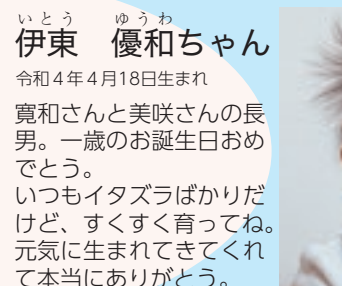 いとう ゆうわ
伊東 優和ちゃん
令和4年4月18日生まれ
寛和さんと美咲さんの長
男。一歳のお誕生日おめ
でとう。
いつもイタズラばかりだ
けど、すくすく育ってね。
元気に生まれてきてくれ
て本当にありがとう。